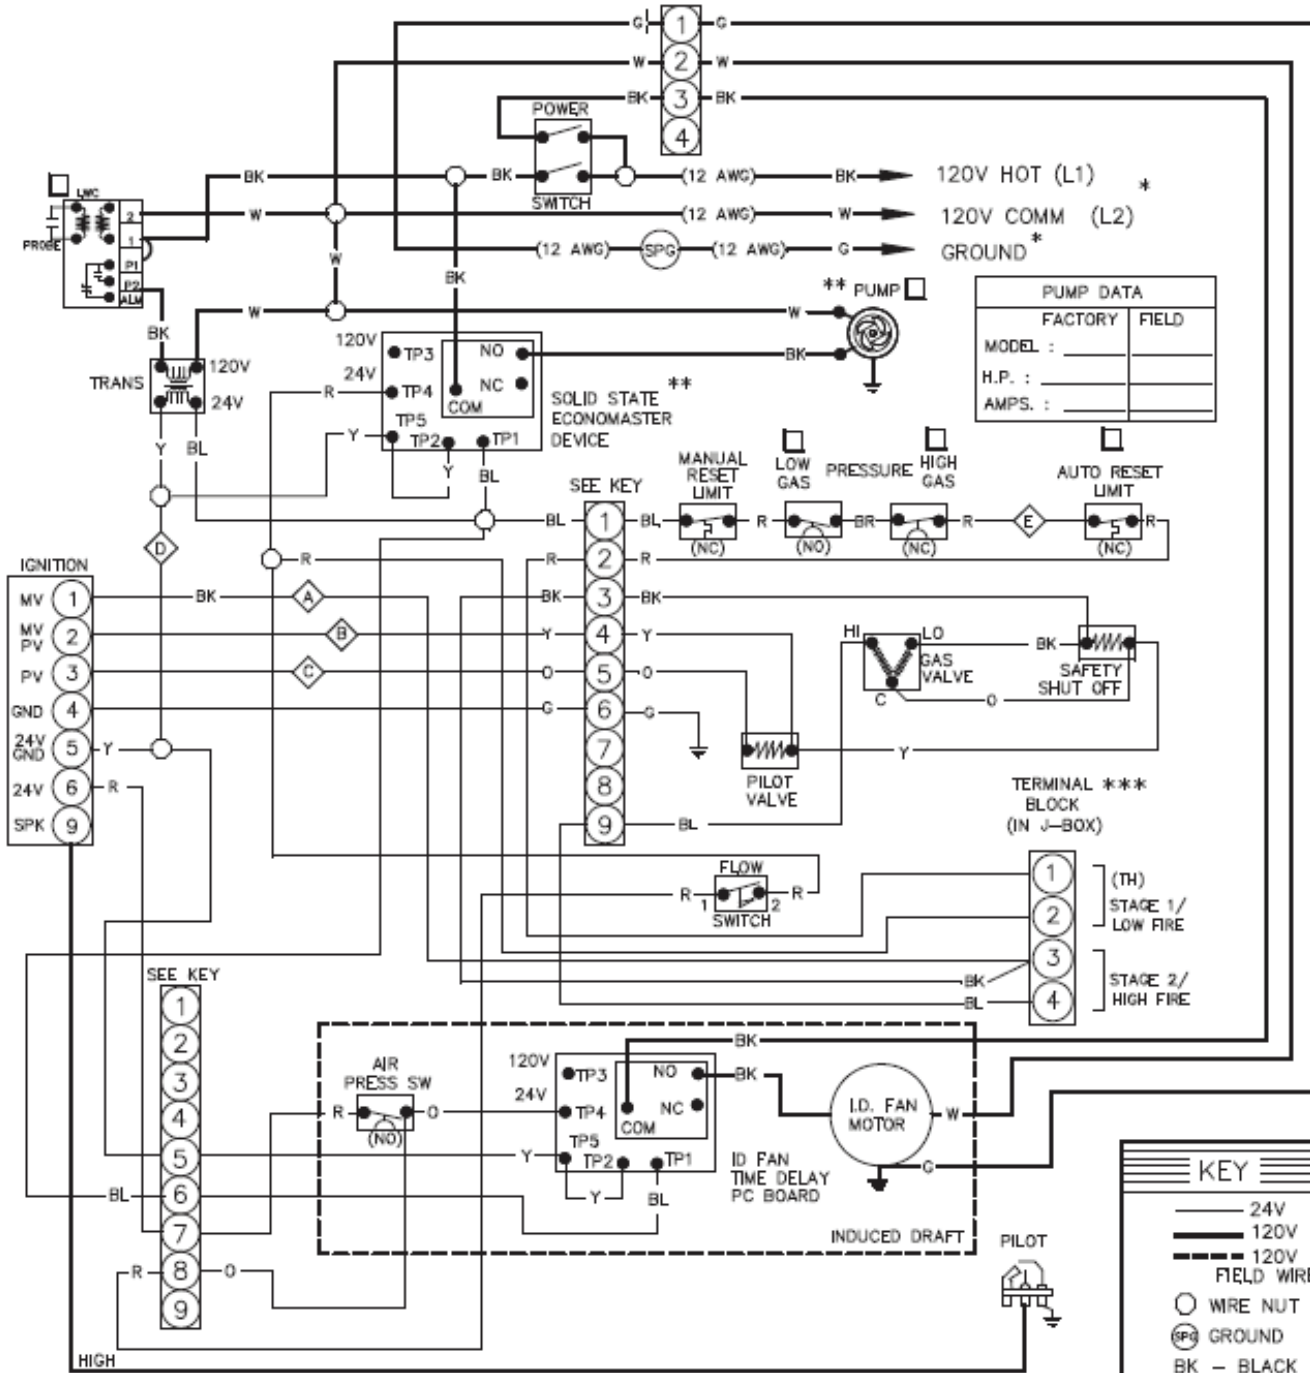 G 1 G
W 2 W
BK 3 BK
4
POWER
SWITCH
BK BK (12 AWG) BK 120V HOT (L1)
*
W (12 AWG) W 120V COMM (L2)
(12 AWG) SPG (12 AWG) G GROUND *
LWC
PROBE
2
1
P1
P2
ALM
W
BK
BK
W
** PUMP
W
BK
PUMP DATA
FACTORY FIELD
MODEL :
H.P. :
AMPS. :
TRANS
120V
24V
Y BL
120V TP3
24V TP4
TP5
TP2 TP1
NO
NC
COM
R
Y
Y
BL
SOLID STATE **
ECONOMASTER
DEVICE
SEE KEY
MANUAL
RESET
LIMIT
LOW
GAS
PRESSURE
HIGH
GAS
AUTO RESET
LIMIT
BL 1 BL R BR R E R
(NC) (NO) (NC) (NC)
R R 2 R
BK 3 BK
Y 4 Y
O 5 O
G 6 G
7
8
9 BL
D
IGNITION
MV 1 BK A
MV
PV 2 B
PV 3 C
GND 4
24V
GND 5 Y
24V 6 R
SPK 9
HI LO
GAS
VALVE
C
BK
SAFETY
SHUT OFF
O
Y
PILOT
VALVE
TERMINAL ***
BLOCK
(IN J-BOX)
1 (TH)
2 STAGE 1/
LOW FIRE
3
4 STAGE 2/
HIGH FIRE
BK
BL
FLOW
R 1 2 R
SWITCH
SEE KEY
1
2
3
4
5
BL 6
7
R 8 O
9
AIR
PRESS SW
R O
(NO)
120V TP3
24V TP4
TP5
TP2 TP1
NO
NC
COM
Y
Y
BL
BK
BK
I.D. FAN
MOTOR
W
G
ID FAN
TIME DELAY
PC BOARD
INDUCED DRAFT
PILOT
HIGH
KEY
24V
120V
120V
FIELD WIRE
WIRE NUT
SPG GROUND
BK – BLACK